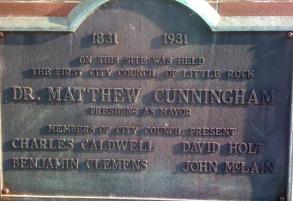 1831 1931
ON THIS SITE WAS HELD
THE FIRST CITY COUNCIL OF LITTLE ROCK
DR. MATTHEW CUNNINGHAM
PRESIDING AS MAYOR
MEMBERS OF CITY COUNCIL PRESENT
CHARLES CALDWELL DAVID HOLT
BENJAMIN CLEMENS JOHN McLAIN